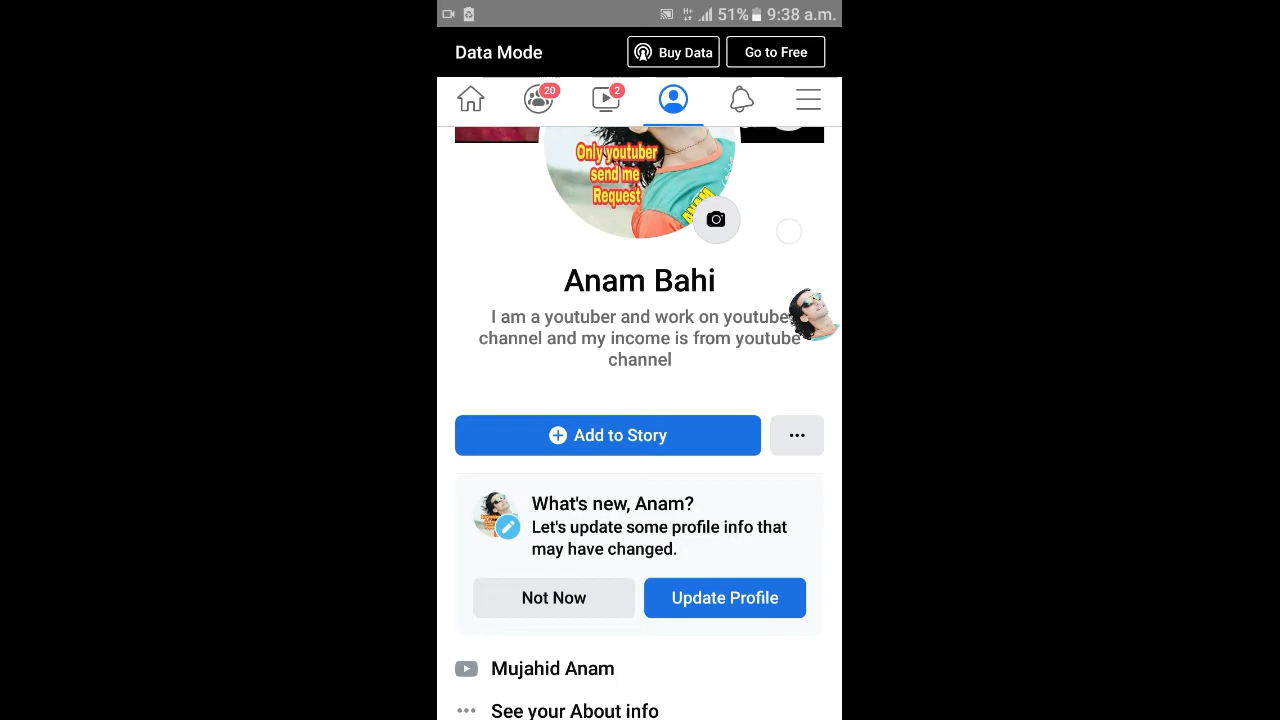 51% 9:38 a.m.
Data Mode
Buy Data
Go to Free
20
2
Only youtuber
send me
Request
ANAM
Anam Bahi
I am a youtuber and work on youtube
channel and my income is from youtube
channel
Add to Story
What's new, Anam?
Let's update some profile info that
may have changed.
Not Now
Update Profile
Mujahid Anam
See your About info